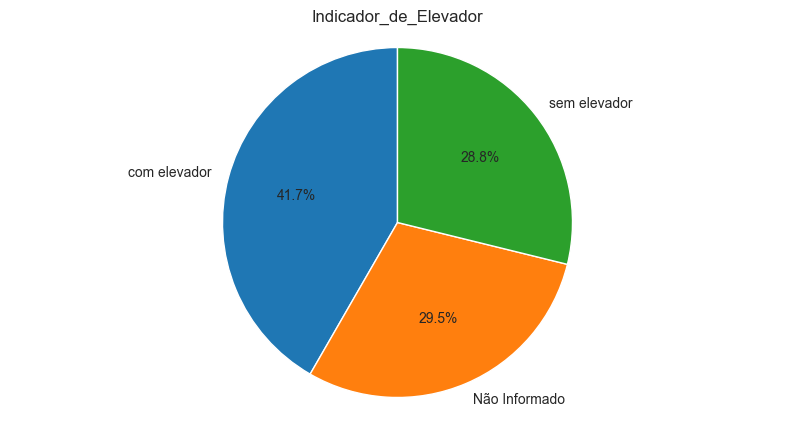 Indicador_de_Elevador
sem elevador
28.8%
com elevador
41.7%
29.5%
Não Informado